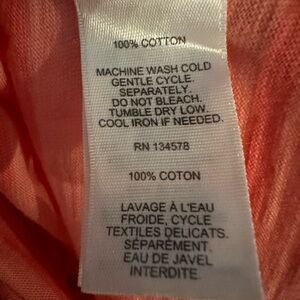 100% COTTON
MACHINE WASH COLD
GENTLE CYCLE.
SEPARATELY.
DO NOT BLEACH.
TUMBLE DRY LOW.
COOL IRON IF NEEDED.
RN 134578
100% COTON
LAVAGE À L'EAU
FROIDE, CYCLE
TEXTILES DELICATS.
SÉPARÉMENT.
EAU DE JAVEL
INTERDITE.